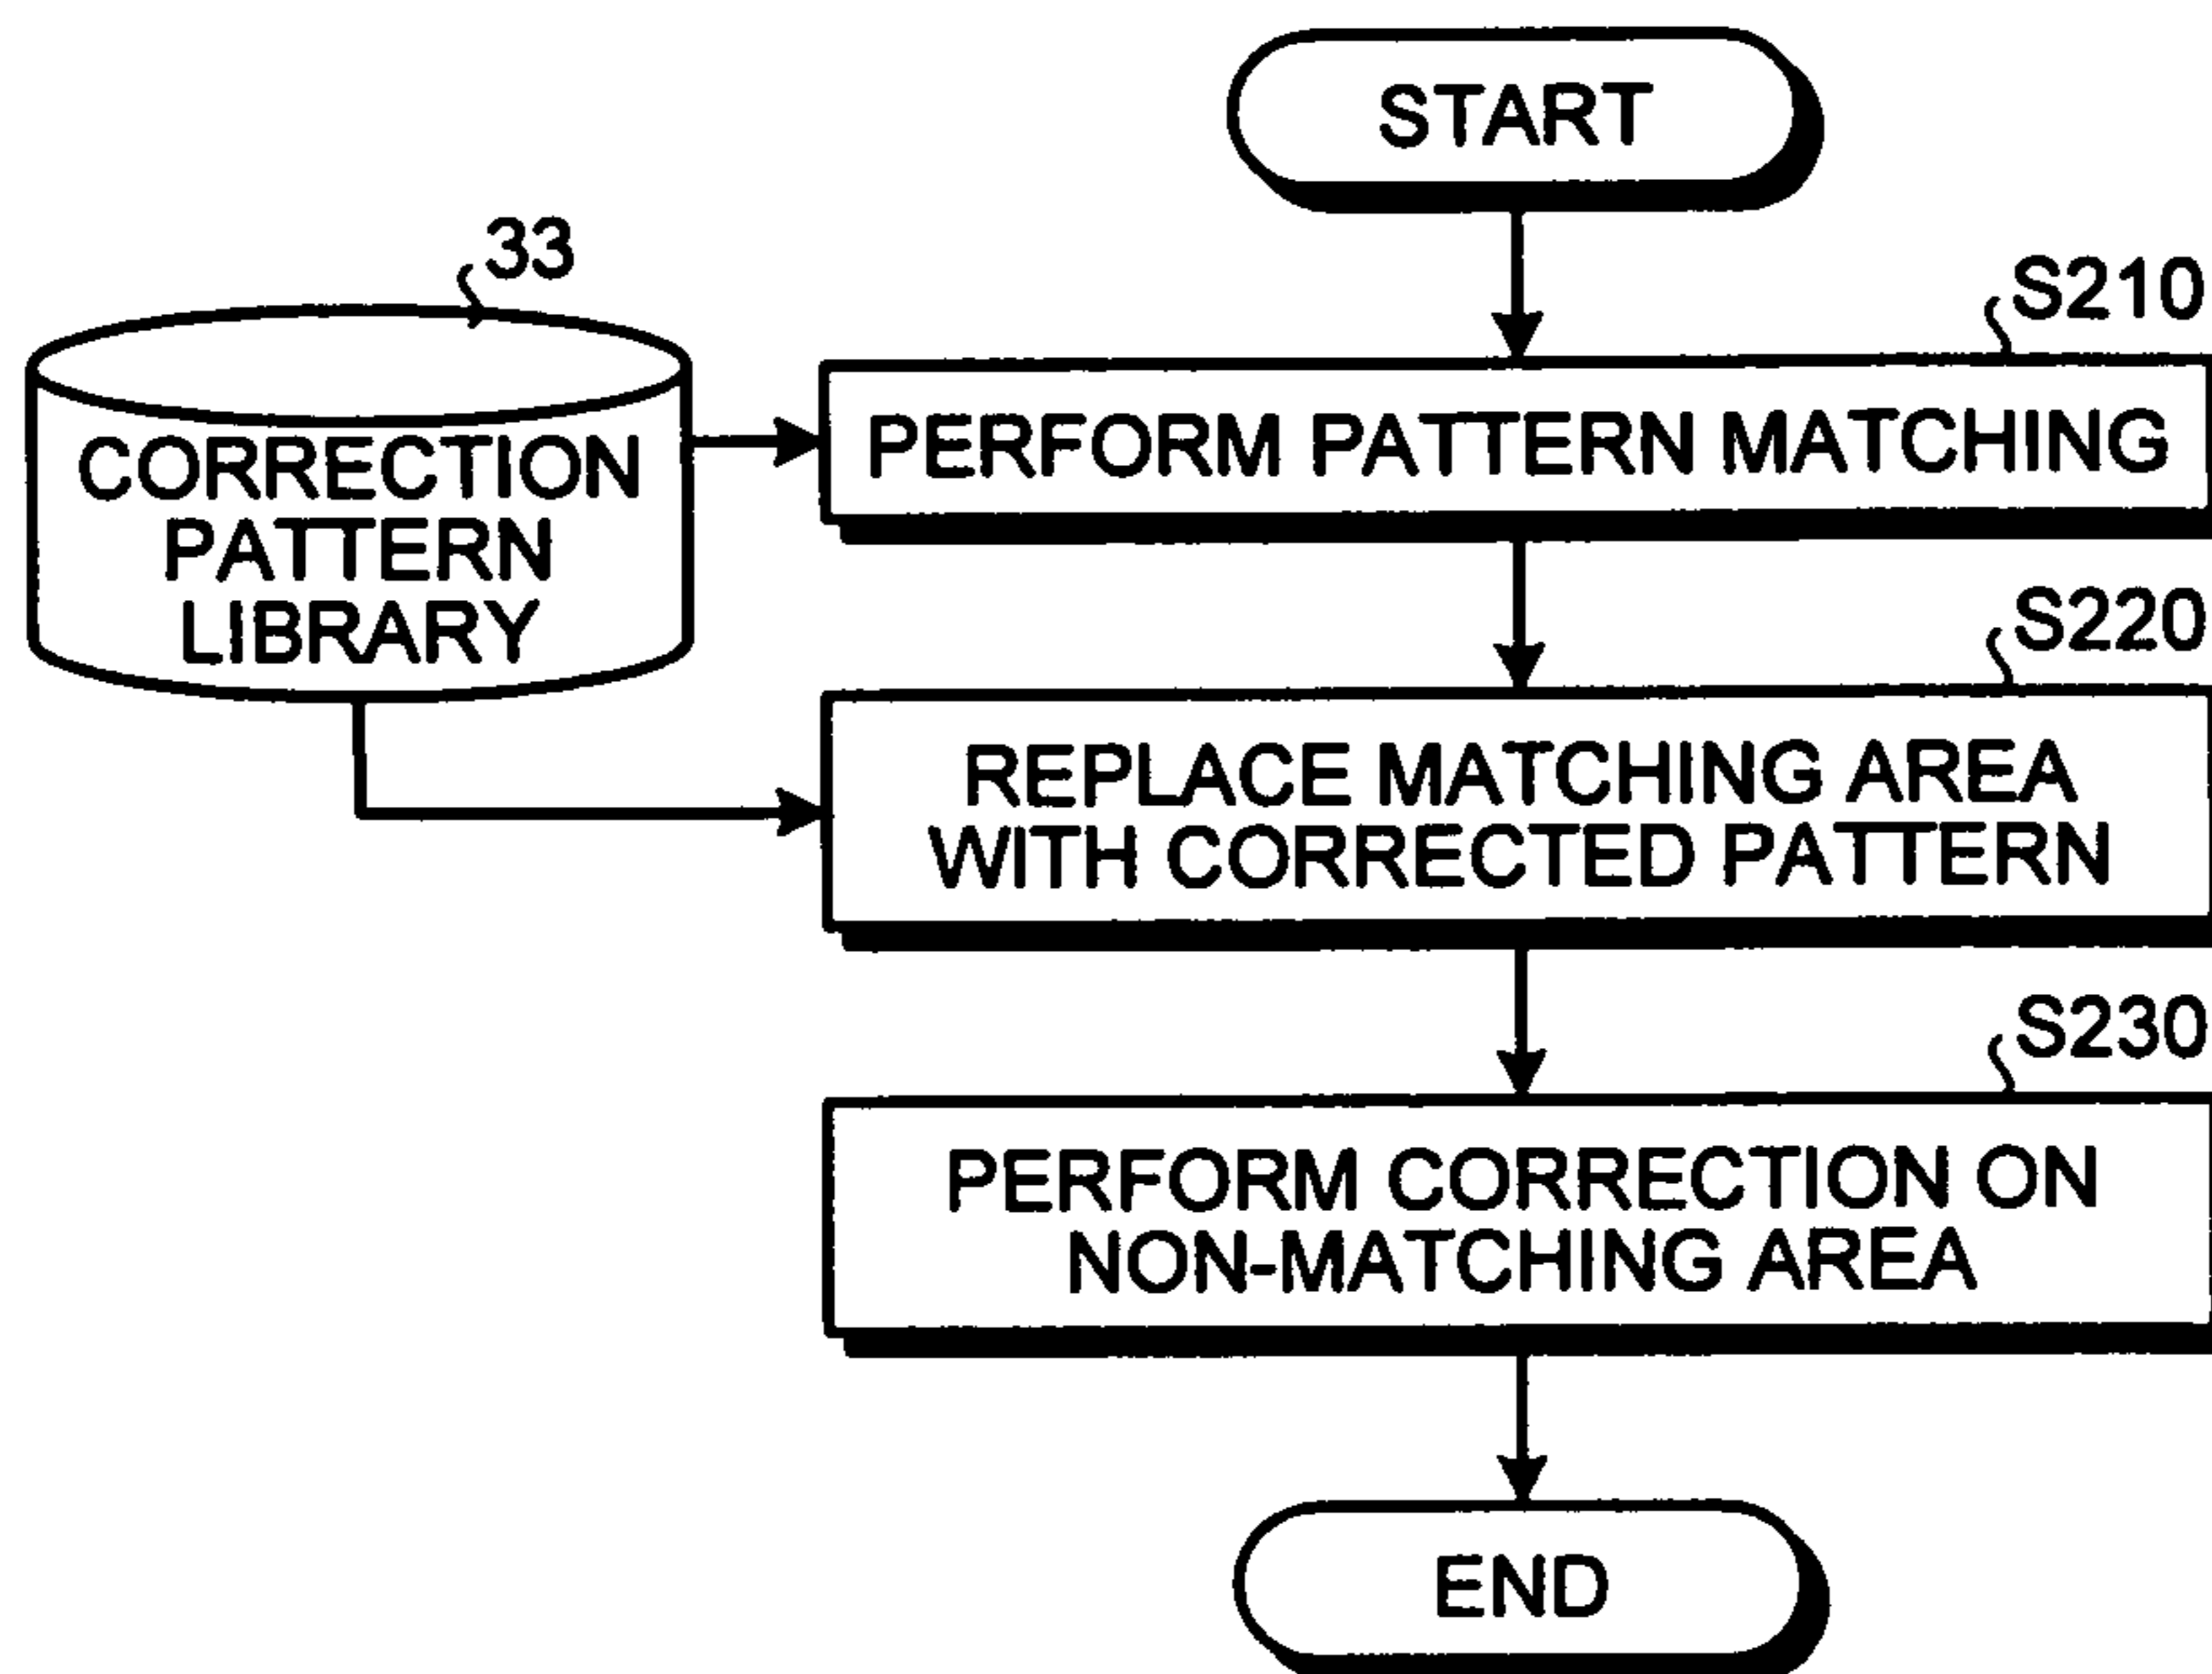 START
33
S210
CORRECTION
PATTERN
LIBRARY
PERFORM PATTERN MATCHING
S220
REPLACE MATCHING AREA
WITH CORRECTED PATTERN
S230
PERFORM CORRECTION ON
NON-MATCHING AREA
END